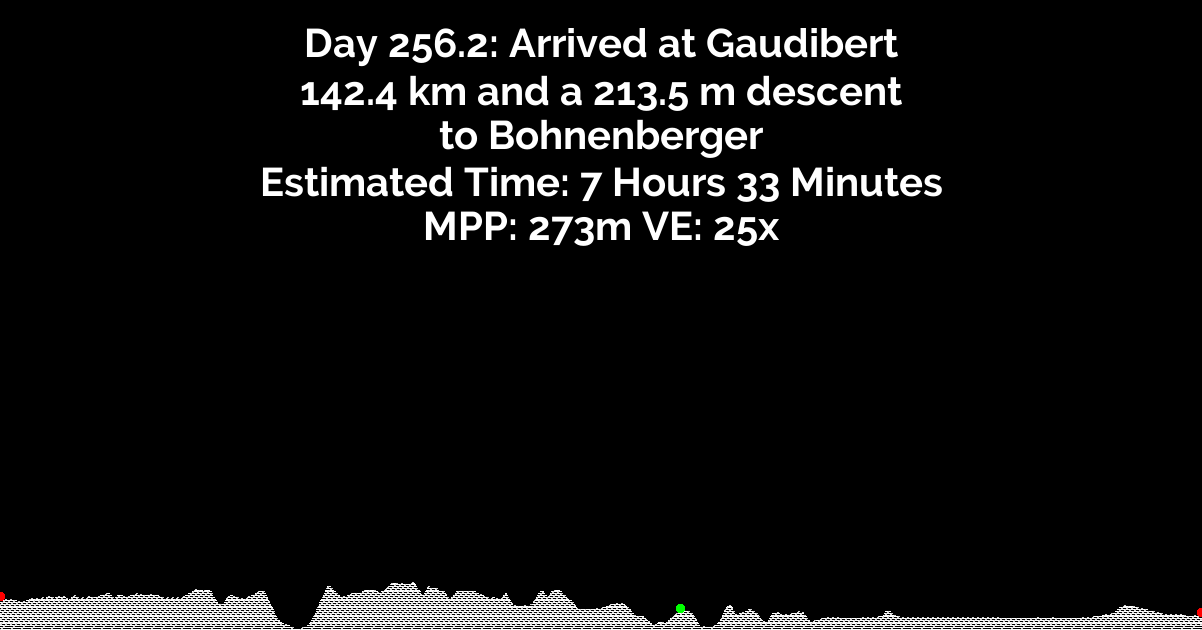 Day 256.2: Arrived at Gaudibert
142.4 km and a 213.5 m descent
to Bohnenberger
Estimated Time: 7 Hours 33 Minutes
MPP: 273m VE: 25x